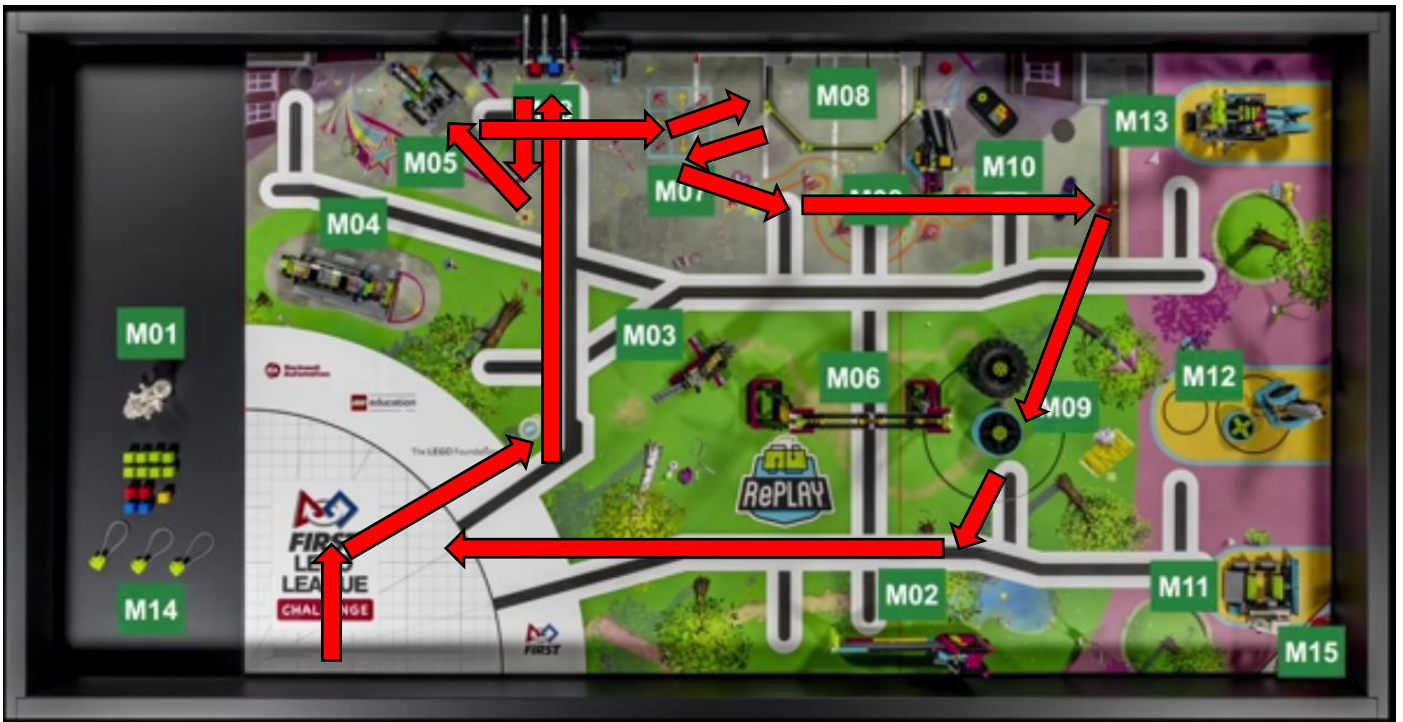 M08
M13
M05
M10
M07
M04
M01
M03
M06
M12
M09
Rockwell
Automation
LEGO education
The LEGO Foundation
RePLAY
FIRST
LEAGUE
CHALLENGE
M14
M02
M11
FIRST
M15